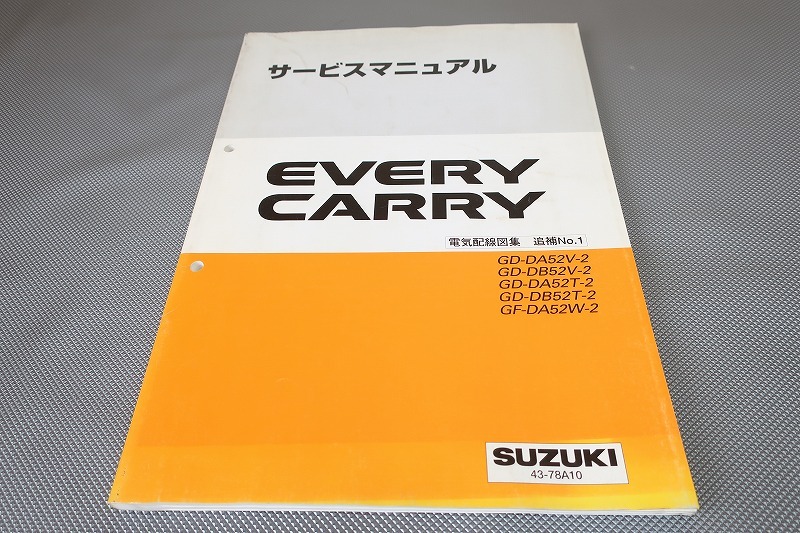 サービスマニュアル
EVERY
CARRY
電気配線図集 追補No.1
GD-DA52V-2
GD-DB52V-2
GD-DA52T-2
GD-DB52T-2
GF-DA52W-2
SUZUKI
43-78A10